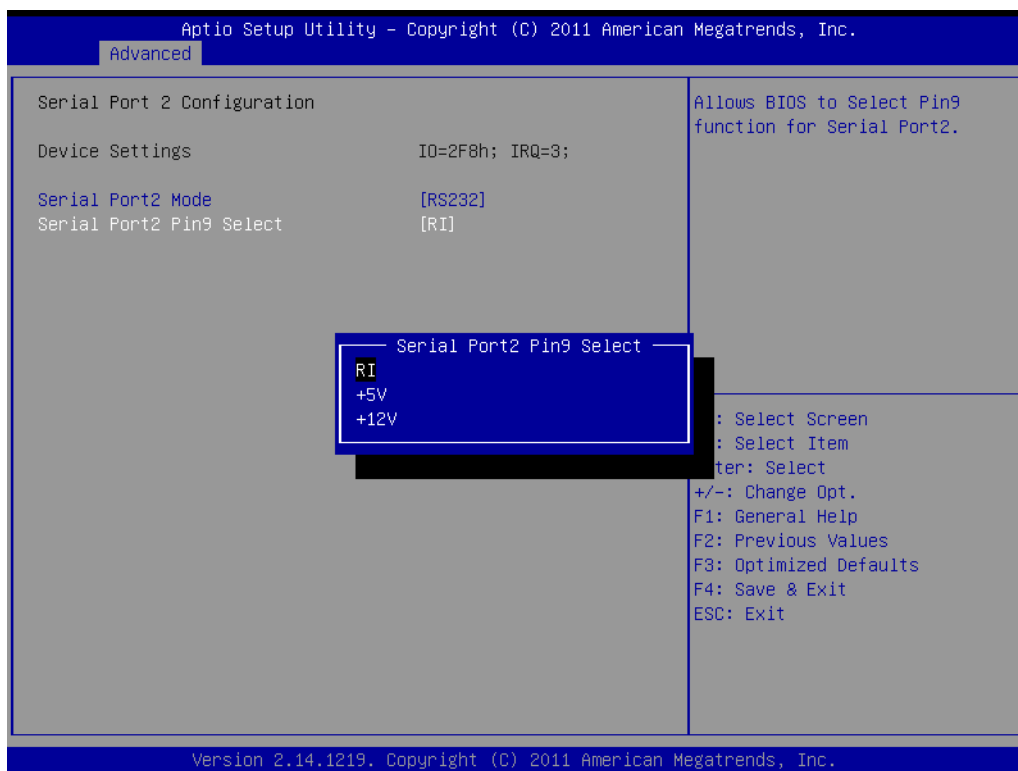 Aptio Setup Utility – Copyright (C) 2011 American Megatrends, Inc.
Advanced
Serial Port 2 Configuration
Device Settings IO=2F8h; IRQ=3;
Serial Port2 Mode [RS232]
Serial Port2 Pin9 Select [RI]
Allows BIOS to Select Pin9
function for Serial Port2.
Serial Port2 Pin9 Select
RI
+5V
+12V
: Select Screen
: Select Item
ter: Select
+/-: Change Opt.
F1: General Help
F2: Previous Values
F3: Optimized Defaults
F4: Save & Exit
ESC: Exit
Version 2.14.1219. Copyright (C) 2011 American Megatrends, Inc.